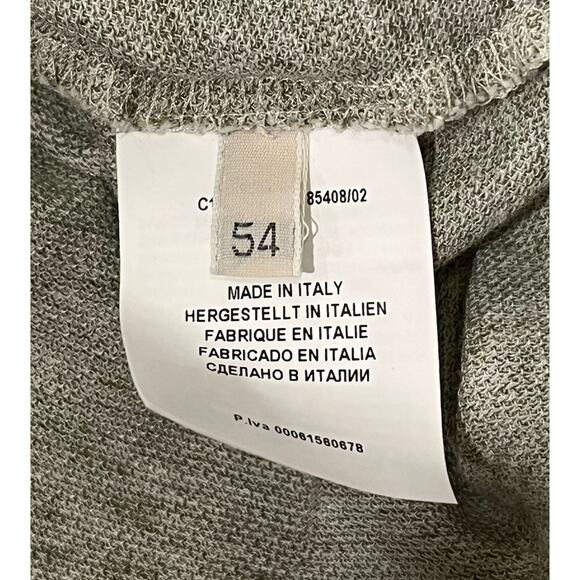 85408/02
54
MADE IN ITALY
HERGESTELLT IN ITALIEN
FABRIQUE EN ITALIE
FABRICADO EN ITALIA
СДЕЛАНО В ИТАЛИИ
P.Iva 00061560678